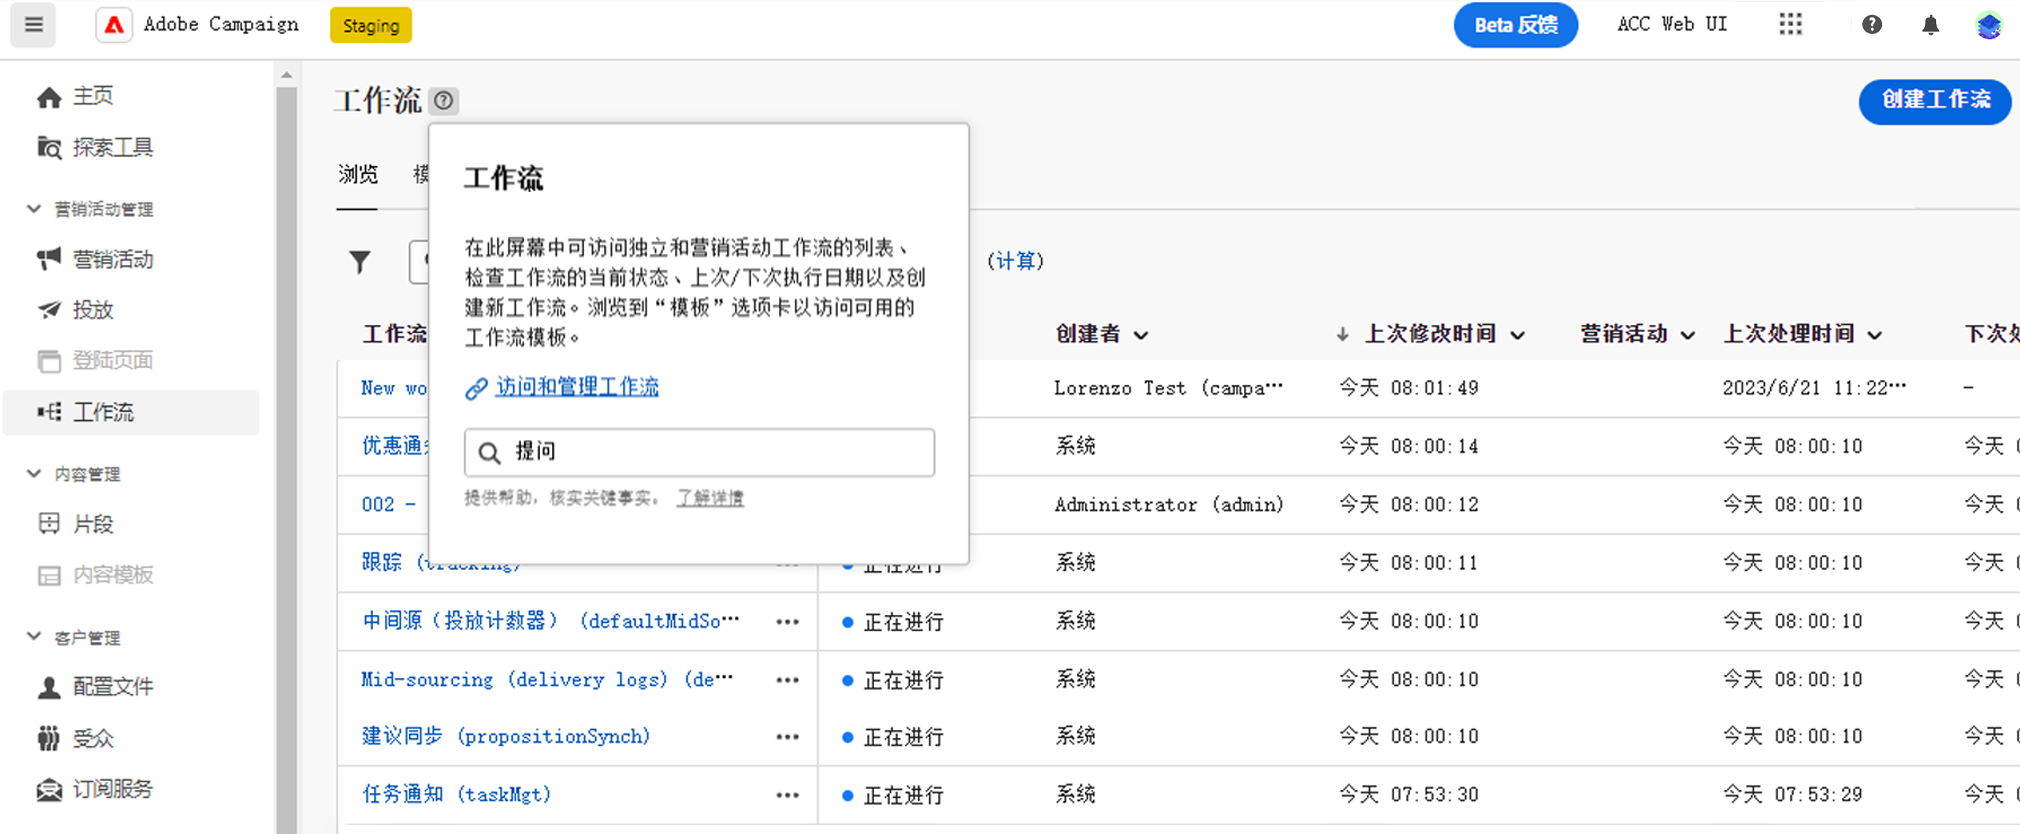 Adobe Campaign
Staging
Beta 反馈
ACC Web UI
主页
探索工具
营销活动管理
营销活动
投放
登陆页面
工作流
内容管理
片段
内容模板
客户管理
配置文件
受众
订阅服务
工作流
创建工作流
浏览
工作流
在此屏幕中可访问独立和营销活动工作流的列表、
检查工作流的当前状态、上次/下次执行日期以及创
建新工作流。浏览到“模板”选项卡以访问可用的
工作流模板。
访问和管理工作流
提问
提供帮助，核实关键事实。 了解详情
(计算)
工作流 创建者 上次修改时间 营销活动 上次处理时间 下次处
New wo Lorenzo Test (campa··· 今天 08:01:49 2023/6/21 11:22··· -
优惠通 系统 今天 08:00:14 今天 08:00:10 今天
002 - Administrator (admin) 今天 08:00:12 今天 08:00:10 今天
跟踪 (tracking) 正在进行 系统 今天 08:00:11 今天 08:00:10 今天
中间源（投放计数器） (defaultMidSo··· 正在进行 系统 今天 08:00:10 今天 08:00:10 今天
Mid-sourcing (delivery logs) (de··· 正在进行 系统 今天 08:00:10 今天 08:00:10 今天
建议同步 (propositionSynch) 正在进行 系统 今天 08:00:10 今天 08:00:10 今天
任务通知 (taskMgt) 正在进行 系统 今天 07:53:30 今天 07:53:29 今天